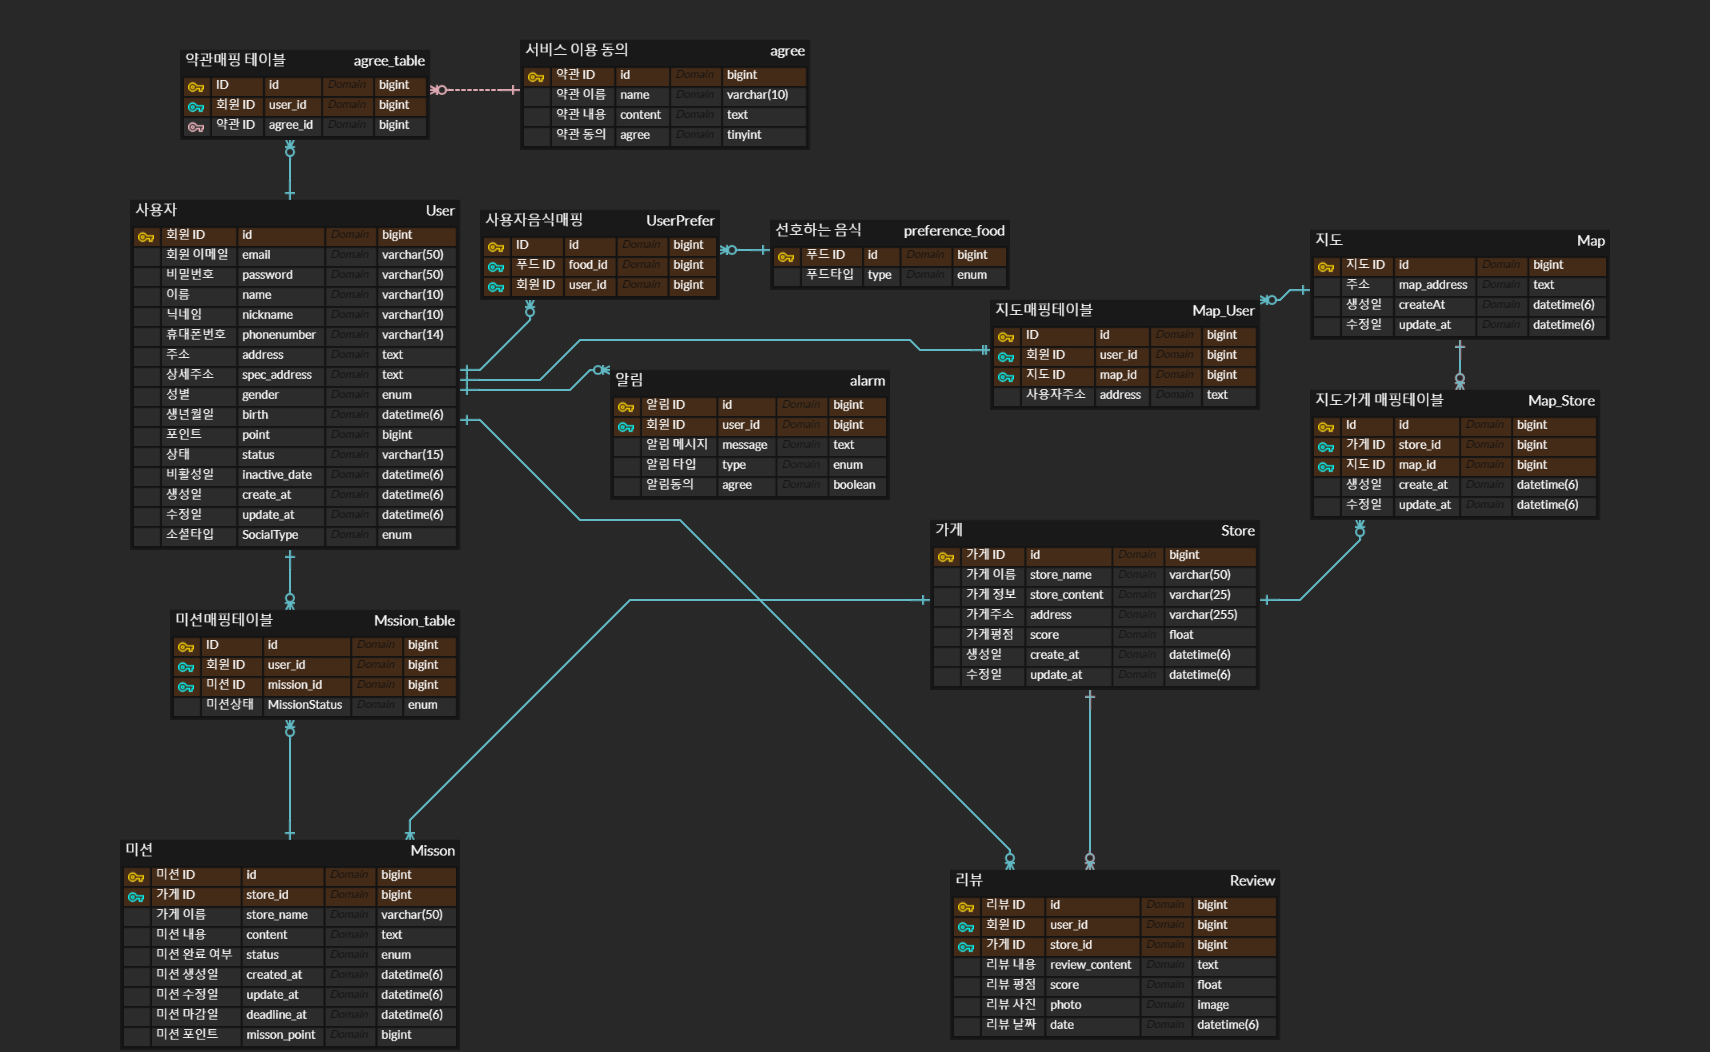 약관매핑 테이블 agree_table
ID id Domain bigint
회원 ID user_id Domain bigint
약관 ID agree_id Domain bigint
서비스 이용 동의 agree
약관 ID id Domain bigint
약관 이름 name Domain varchar(10)
약관 내용 content Domain text
약관 동의 agree Domain tinyint
사용자 User
회원 ID id Domain bigint
회원 이메일 email Domain varchar(50)
비밀번호 password Domain varchar(50)
이름 name Domain varchar(10)
닉네임 nickname Domain varchar(10)
휴대폰번호 phonenumber Domain varchar(14)
주소 address Domain text
상세주소 spec_address Domain text
성별 gender Domain enum
생년월일 birth Domain datetime(6)
포인트 point Domain bigint
상태 status Domain varchar(15)
비활성일 inactive_date Domain datetime(6)
생성일 create_at Domain datetime(6)
수정일 update_at Domain datetime(6)
소셜타입 SocialType Domain enum
사용자음식매핑 UserPrefer
ID id Domain bigint
푸드 ID food_id Domain bigint
회원 ID user_id Domain bigint
선호하는 음식 preference_food
푸드 ID id Domain bigint
푸드타입 type Domain enum
지도 Map
지도 ID id Domain bigint
주소 map_address Domain text
생성일 createAt Domain datetime(6)
수정일 update_at Domain datetime(6)
지도매핑테이블 Map_User
ID id Domain bigint
회원 ID user_id Domain bigint
지도 ID map_id Domain bigint
사용자주소 address Domain text
알림 alarm
알림 ID id Domain bigint
회원 ID user_id Domain bigint
알림 메시지 message Domain text
알림 타입 type Domain enum
알림동의 agree Domain boolean
지도가게 매핑테이블 Map_Store
Id id Domain bigint
가게 ID store_id Domain bigint
지도 ID map_id Domain bigint
생성일 create_at Domain datetime(6)
수정일 update_at Domain datetime(6)
가게 Store
가게 ID id Domain bigint
가게 이름 store_name Domain varchar(50)
가게 정보 store_content Domain varchar(25)
가게주소 address Domain varchar(255)
가게평점 score Domain float
생성일 create_at Domain datetime(6)
수정일 update_at Domain datetime(6)
미션매핑테이블 Mssion_table
ID id Domain bigint
회원 ID user_id Domain bigint
미션 ID mission_id Domain bigint
미션상태 MissionStatus Domain enum
미션 Misson
미션 ID id Domain bigint
가게 ID store_id Domain bigint
가게 이름 store_name Domain varchar(50)
미션 내용 content Domain text
미션 완료 여부 status Domain enum
미션 생성일 created_at Domain datetime(6)
미션 수정일 update_at Domain datetime(6)
미션 마감일 deadline_at Domain datetime(6)
미션 포인트 misson_point Domain bigint
리뷰 Review
리뷰 ID id Domain bigint
회원 ID user_id Domain bigint
가게 ID store_id Domain bigint
리뷰 내용 review_content Domain text
리뷰 평점 score Domain float
리뷰 사진 photo Domain image
리뷰 날짜 date Domain datetime(6)